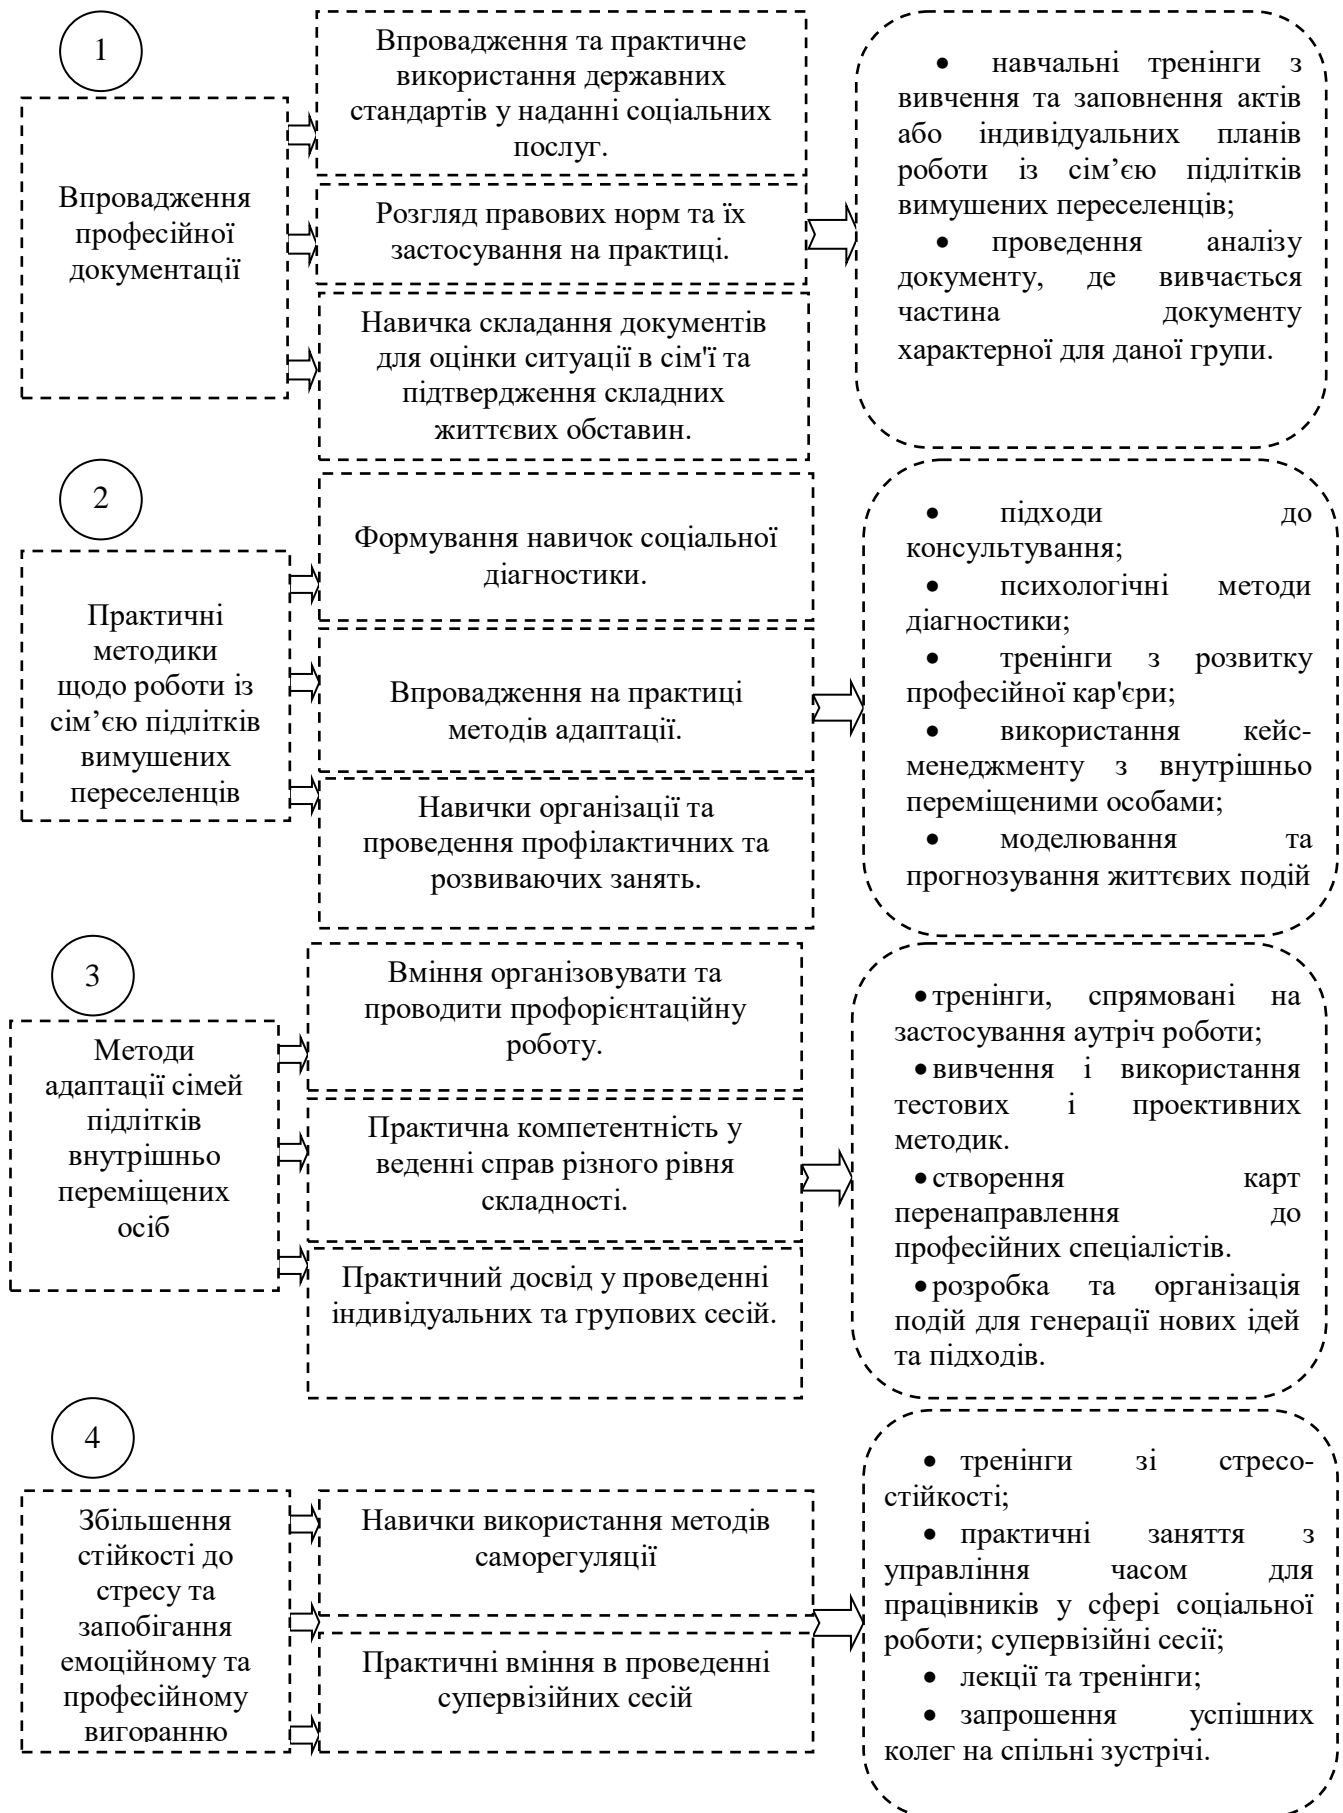 1
Впровадження
професійної
документації
Впровадження та практичне
використання державних
стандартів у наданні соціальних
послуг.
Розгляд правових норм та їх
застосування на практиці.
Навичка складання документів
для оцінки ситуації в сім'ї та
підтвердження складних
життєвих обставин.
• навчальні тренінги з
вивчення та заповнення актів
або індивідуальних планів
роботи із сім’єю підлітків
вимушених переселенців;
• проведення аналізу
документу, де вивчається
частина документу
характерної для даної групи.
2
Практичні
методики
щодо роботи із
сім’єю підлітків
вимушених
переселенців
Формування навичок соціальної
діагностики.
Впровадження на практиці
методів адаптації.
Навички організації та
проведення профілактичних та
розвиваючих занять.
• підходи до
консультування;
• психологічні методи
діагностики;
• тренінги з розвитку
професійної кар'єри;
• використання кейс-
менеджменту з внутрішньо
переміщеними особами;
• моделювання та
прогнозування життєвих подій
3
Методи
адаптації сімей
підлітків
внутрішньо
переміщених
осіб
Вміння організовувати та
проводити профорієнтаційну
роботу.
Практична компетентність у
веденні справ різного рівня
складності.
Практичний досвід у проведенні
індивідуальних та групових сесій.
• тренінги, спрямовані на
застосування аутріч роботи;
• вивчення і використання
тестових і проективних
методик.
• створення карт
перенаправлення до
професійних спеціалістів.
• розробка та організація
подій для генерації нових ідей
та підходів.
4
Збільшення
стійкості до
стресу та
запобігання
емоційному та
професійному
вигоранню
Навички використання методів
саморегуляції
Практичні вміння в проведенні
супервізійних сесій
• тренінги зі стресо-
стійкості;
• практичні заняття з
управління часом для
працівників у сфері соціальної
роботи; супервізійні сесії;
• лекції та тренінги;
• запрошення успішних
колег на спільні зустрічі.